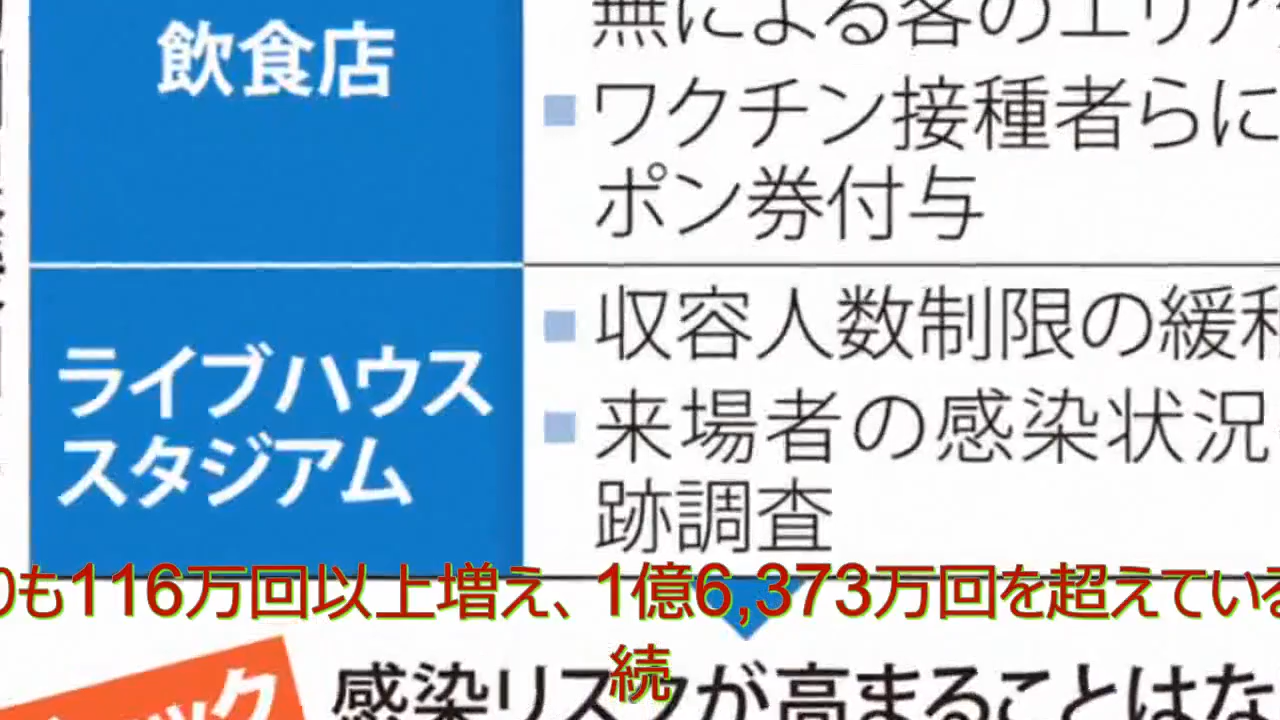 飲食店
無による客のエリア
ワクチン接種者らに
ポン券付与
ライブハウス
スタジアム
収容人数制限の緩和
来場者の感染状況
跡調査
も116万回以上増え、1億6,373万回を超えている
続
感染リスクが高まることはな
ック